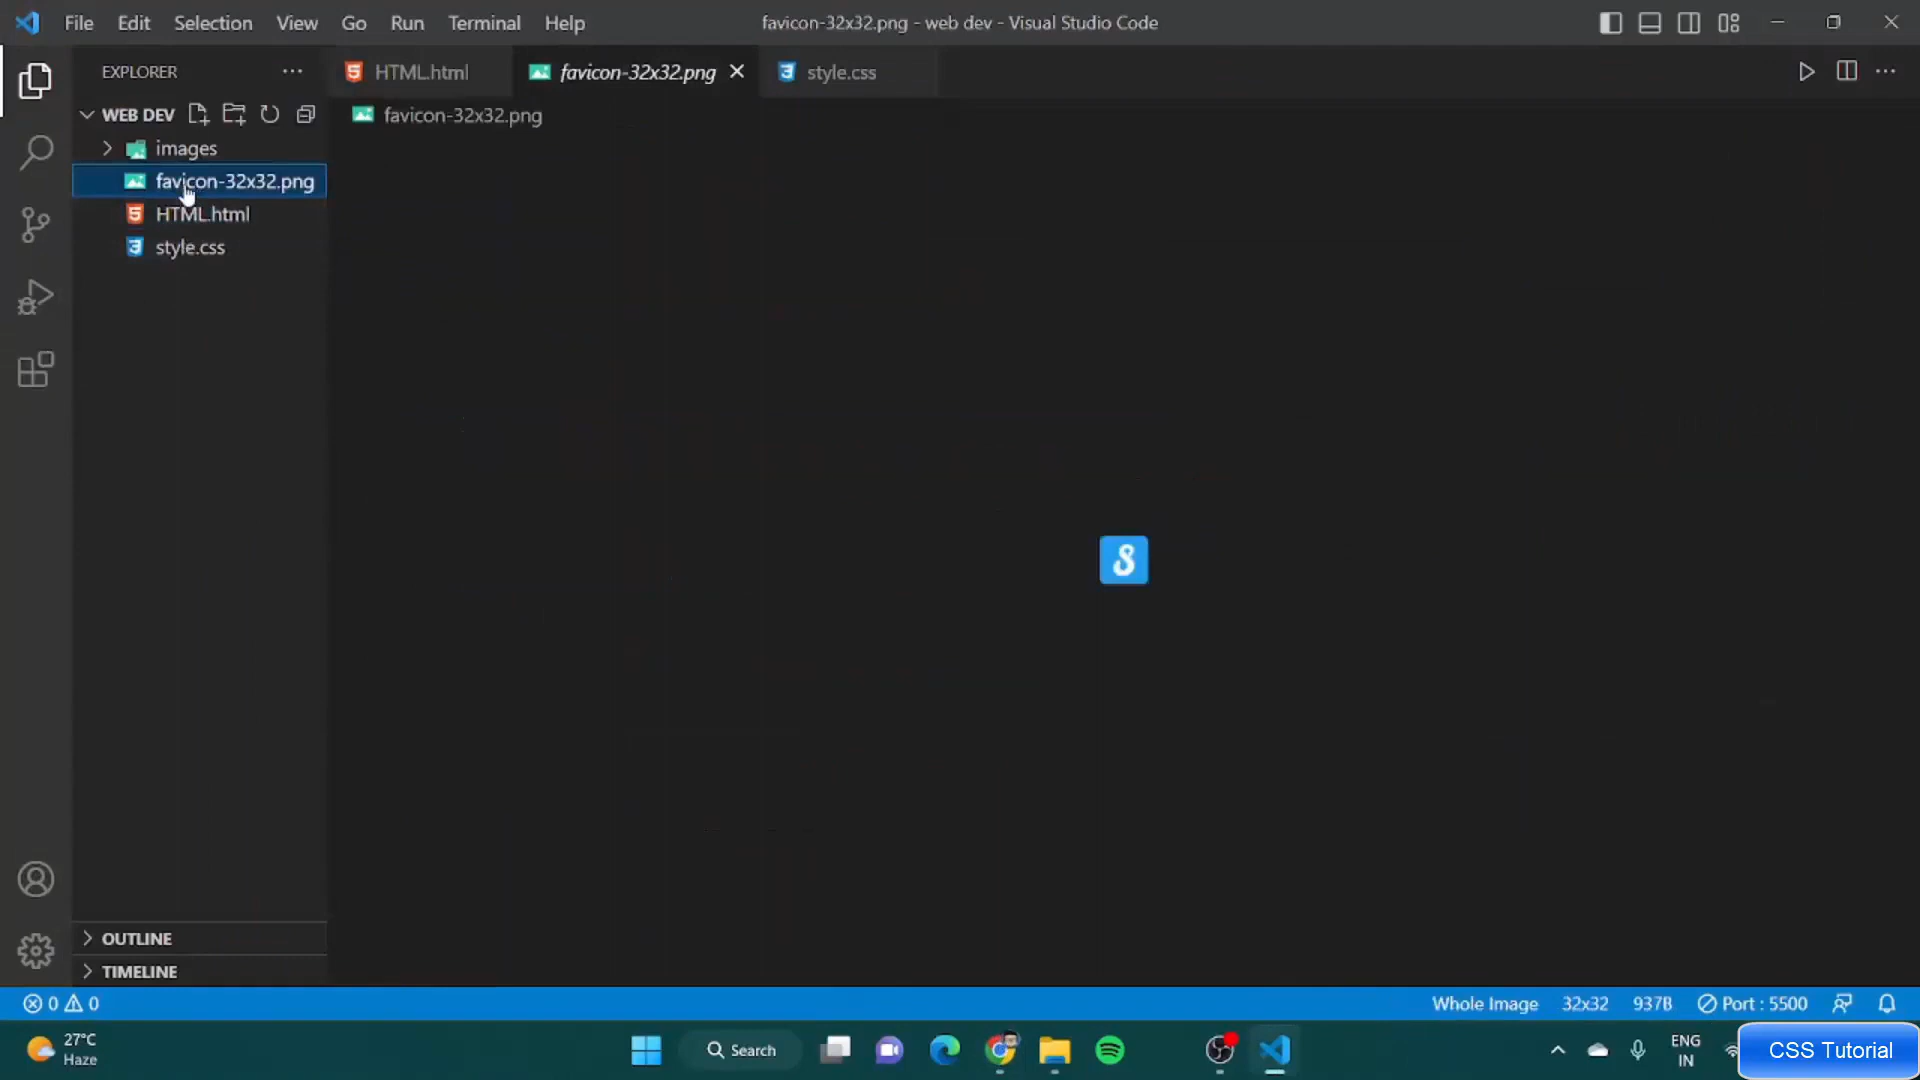 File Edit Selection View Go Run Terminal Help
favicon-32x32.png - web dev - Visual Studio Code
EXPLORER
HTML.html
favicon-32x32.png
style.css
WEB DEV
favicon-32x32.png
images
favicon-32x32.png
HTML.html
style.css
S
OUTLINE
TIMELINE
0 0
Whole Image 32x32 937B Port : 5500
27°C
Haze
Search
ENG
IN
CSS Tutorial